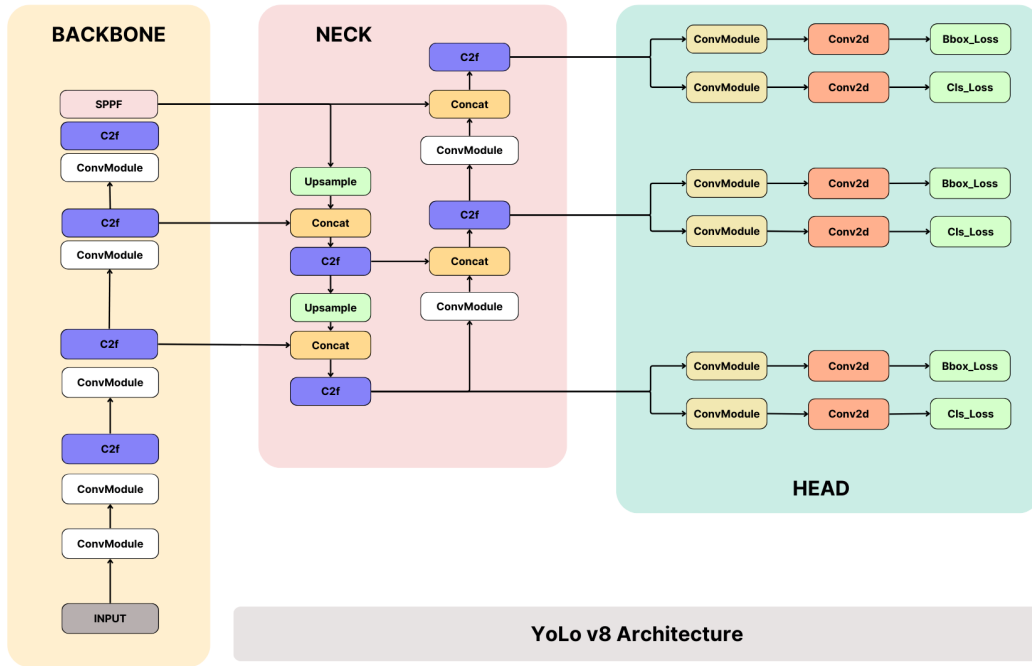 BACKBONE
SPPF
C2f
ConvModule
C2f
ConvModule
C2f
ConvModule
C2f
ConvModule
ConvModule
INPUT
NECK
Upsample
Concat
C2f
Upsample
Concat
C2f
C2f
Concat
ConvModule
C2f
Concat
ConvModule
ConvModule
Conv2d
Bbox_Loss
ConvModule
Conv2d
Cls_Loss
ConvModule
Conv2d
Bbox_Loss
ConvModule
Conv2d
Cls_Loss
ConvModule
Conv2d
Bbox_Loss
ConvModule
Conv2d
Cls_Loss
HEAD
YoLo v8 Architecture